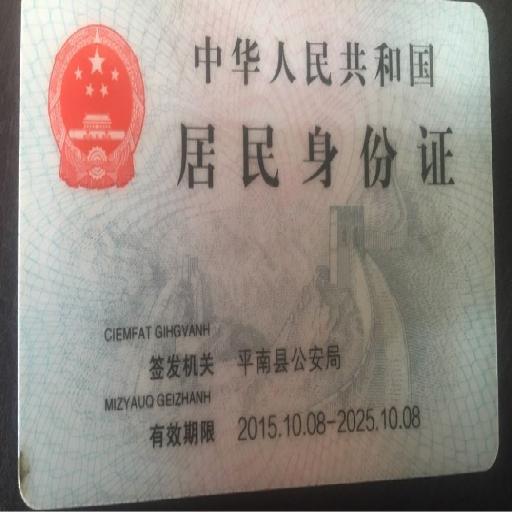 中华人民共和国
居民身份证
CIEMFAT GIHGVANH
签发机关 平南县公安局
MIZYAUQ GEIZHANH
有效期限 2015.10.08-2025.10.08